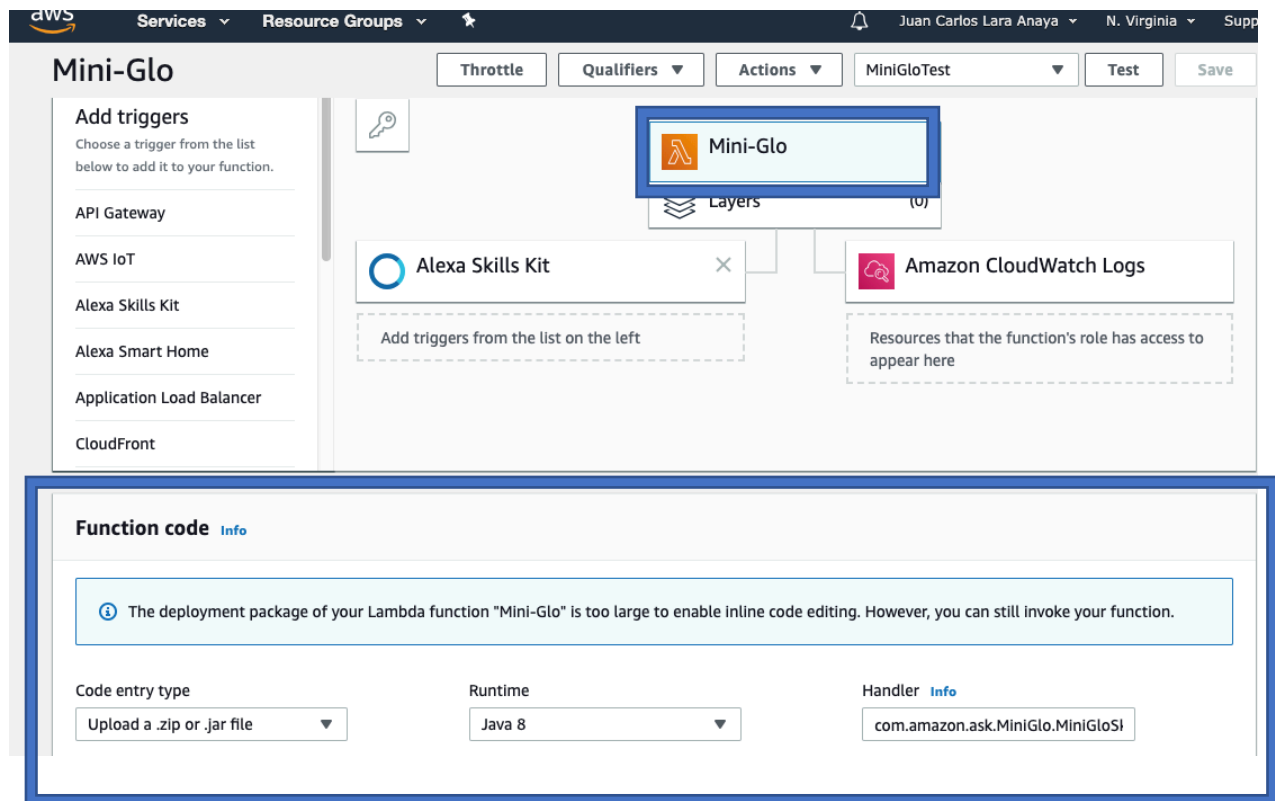 aws Services Resource Groups Juan Carlos Lara Anaya N. Virginia Supp
Mini-Glo Throttle Qualifiers Actions MiniGloTest Test Save
Add triggers
Choose a trigger from the list
below to add it to your function.
API Gateway
AWS IoT
Alexa Skills Kit
Alexa Smart Home
Application Load Balancer
CloudFront
Mini-Glo
Layers (0)
Alexa Skills Kit
Amazon CloudWatch Logs
Add triggers from the list on the left
Resources that the function's role has access to
appear here
Function code Info
The deployment package of your Lambda function "Mini-Glo" is too large to enable inline code editing. However, you can still invoke your function.
Code entry type Runtime Handler Info
Upload a .zip or .jar file Java 8 com.amazon.ask.MiniGlo.MiniGloSk